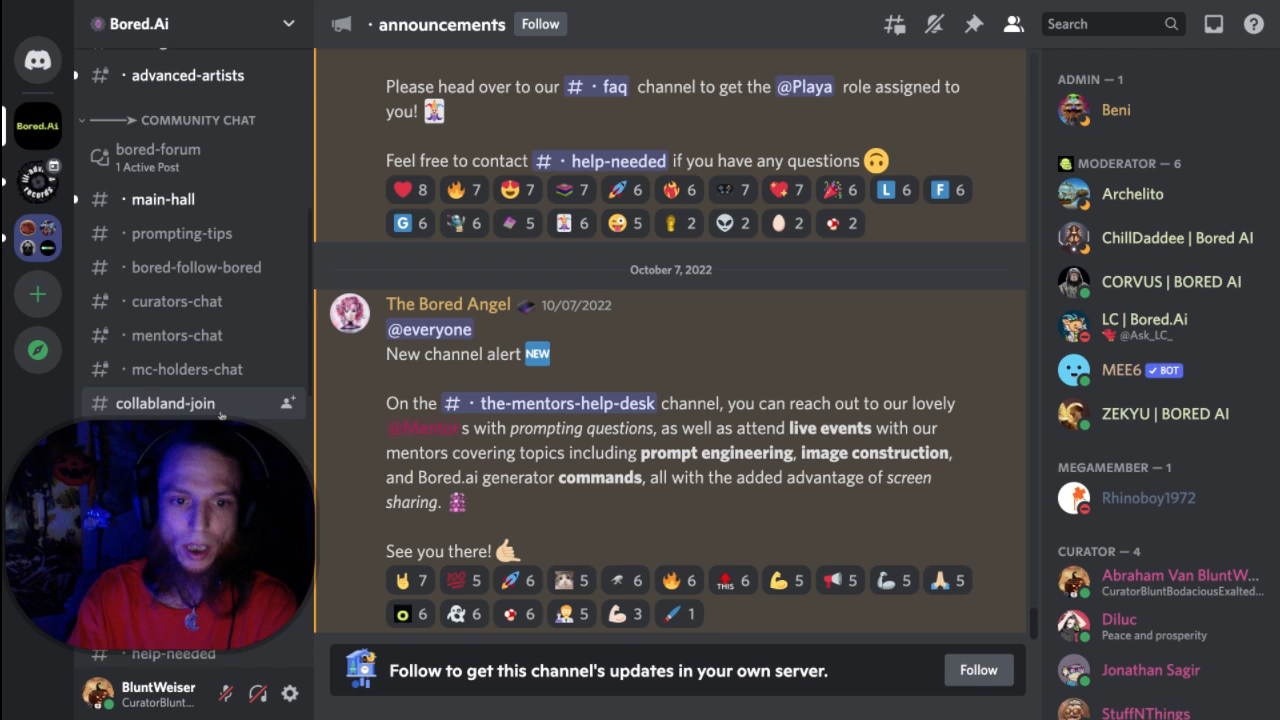 Bored.Ai
· advanced-artists
COMMUNITY CHAT
bored-forum
1 Active Post
· main-hall
· prompting-tips
· bored-follow-bored
· curators-chat
· mentors-chat
· mc-holders-chat
collabland-join
help-needed
BluntWeiser
CuratorBlunt...
Bored.Ai
· announcements
Follow
Search
Please head over to our # · faq channel to get the @Playa role assigned to
you! 🃏
Feel free to contact # · help-needed if you have any questions 🙃
8 7 7 7 6 6 7 7 6 L 6 F 6
G 6 6 5 6 5 2 2 2 2
October 7, 2022
The Bored Angel 10/07/2022
@everyone
New channel alert NEW
On the # · the-mentors-help-desk channel, you can reach out to our lovely
@Mentors with prompting questions, as well as attend live events with our
mentors covering topics including prompt engineering, image construction,
and Bored.ai generator commands, all with the added advantage of screen
sharing.
See you there! 🤙
7 100 5 6 5 6 6 THIS 6 5 5 5 5
6 6 6 5 3 1
Follow to get this channel's updates in your own server.
Follow
ADMIN — 1
Beni
MODERATOR — 6
Archelito
ChillDaddee | Bored AI
CORVUS | BORED AI
LC | Bored.Ai
@Ask_LC_
MEE6 ✓ BOT
ZEKYU | BORED AI
MEGAMEMBER — 1
Rhinoboy1972
CURATOR — 4
Abraham Van BluntW...
CuratorBluntBodaciousExalted...
Diluc
Peace and prosperity
Jonathan Sagir
StuffNThings